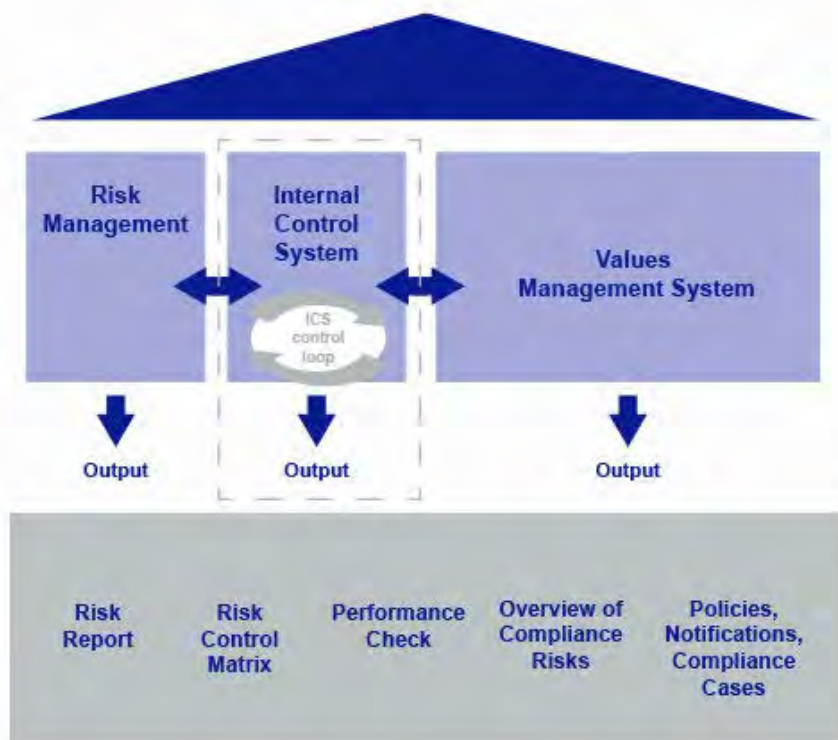 Risk
Management
Internal
Control
System
Values
Management System
ICS
control
loop
Output
Output
Output
Risk
Report
Risk
Control
Matrix
Performance
Check
Overview of
Compliance
Risks
Policies,
Notifications,
Compliance
Cases